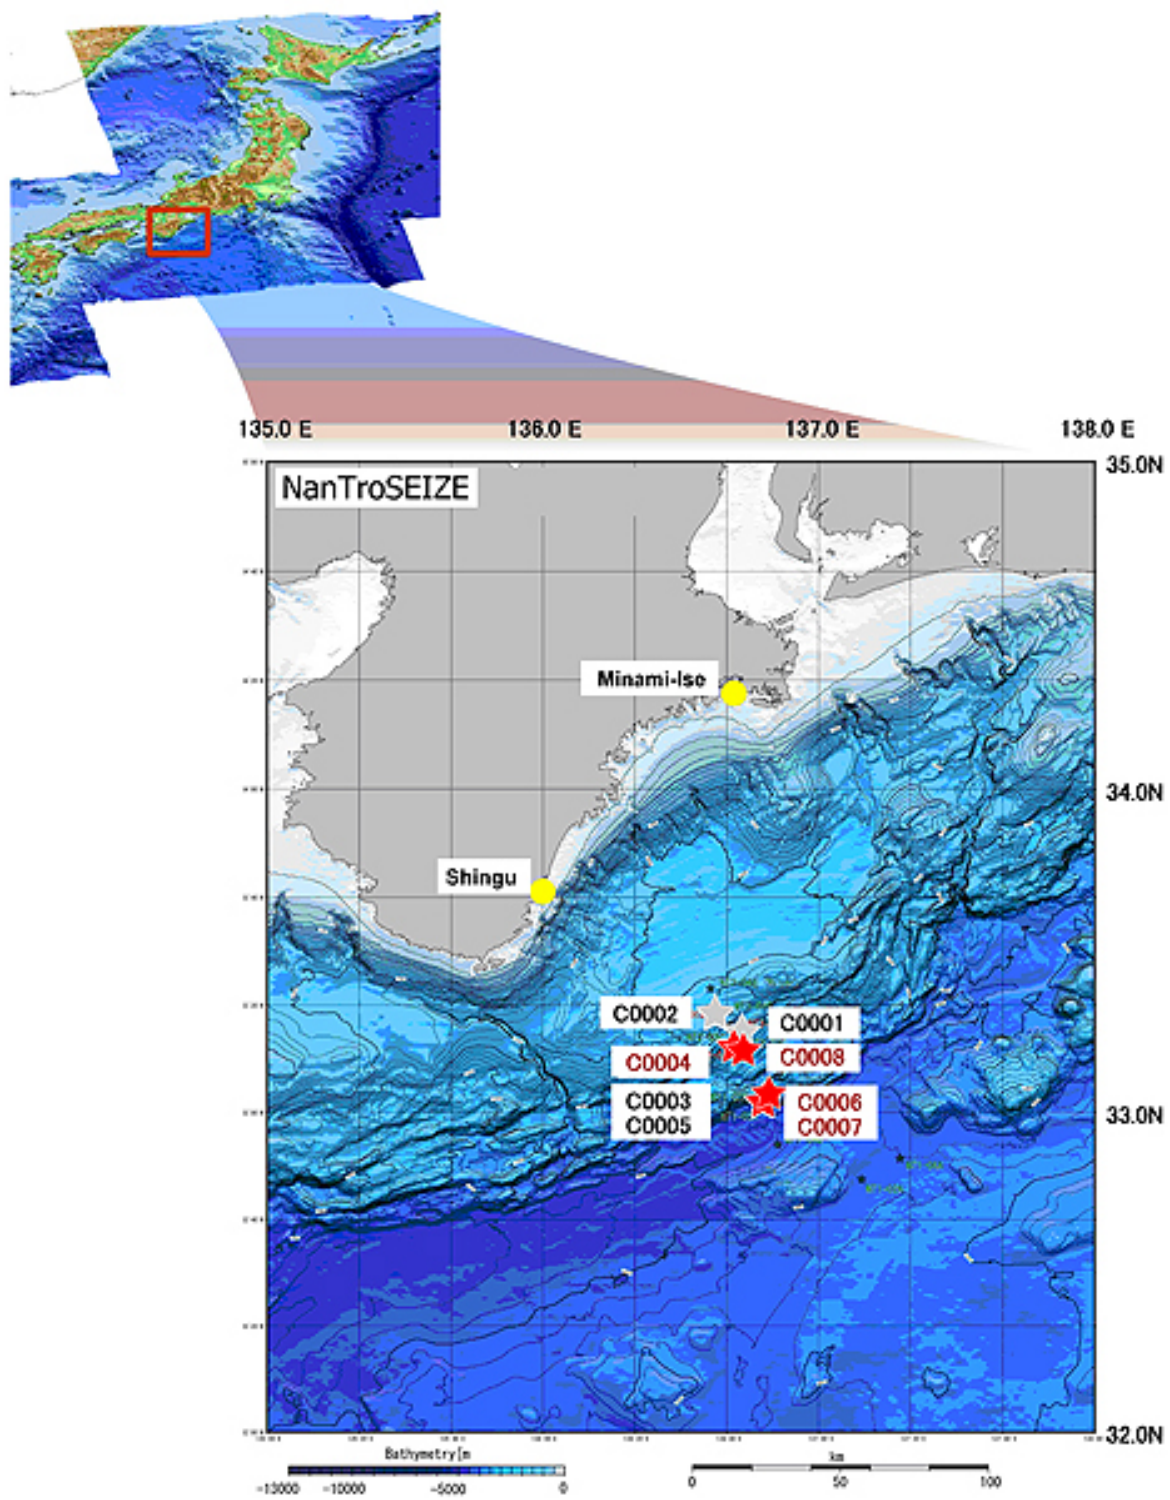 135.0 E 136.0 E 137.0 E 138.0 E
35.0N
NanTroSEIZE
Minami-Ise
34.0N
Shingu
C0002
C0001
C0004
C0008
C0003
C0006
33.0N
C0005
C0007
32.0N
Bathymetry[m
-13000 -10000 -5000 0
km
0 50 100